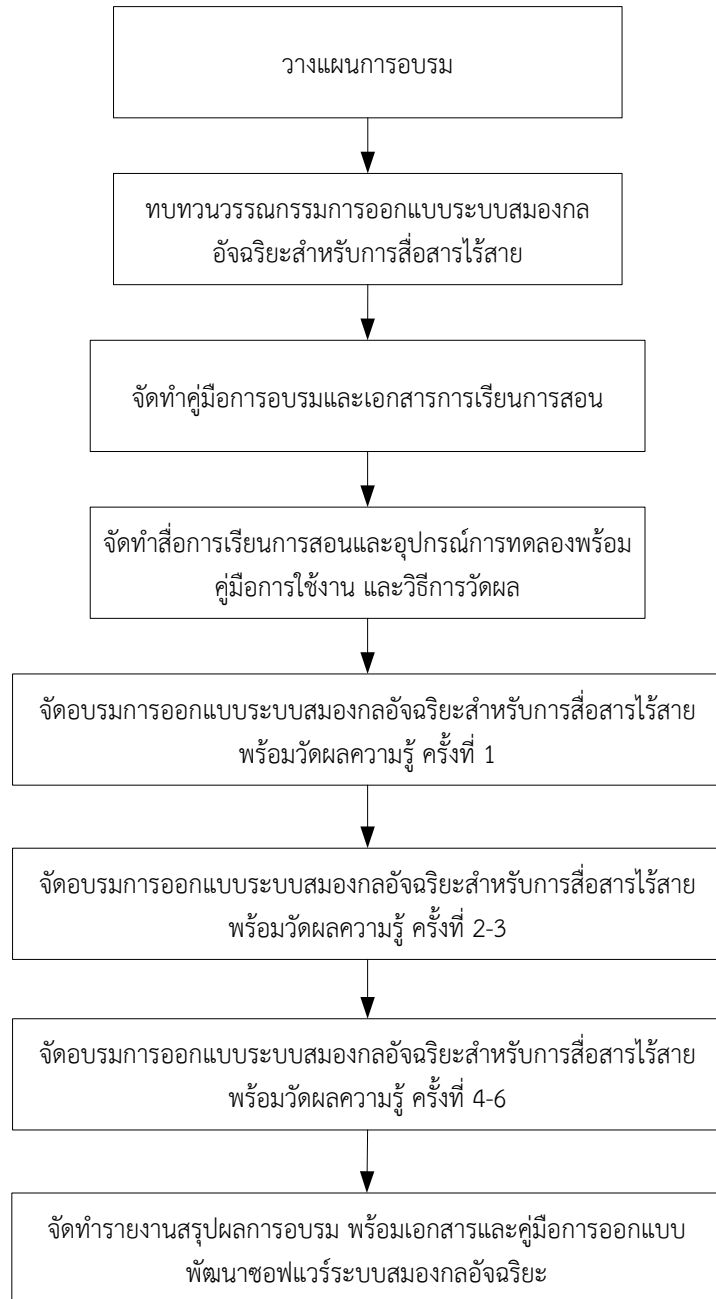 วางแผนการอบรม
ทบทวนวรรณกรรมการออกแบบระบบสมองกล
อัจฉริยะสำหรับการสื่อสารไร้สาย
จัดทำคู่มือการอบรมและเอกสารการเรียนการสอน
จัดทำสื่อการเรียนการสอนและอุปกรณ์การทดลองพร้อม
คู่มือการใช้งาน และวิธีการวัดผล
จัดอบรมการออกแบบระบบสมองกลอัจฉริยะสำหรับการสื่อสารไร้สาย
พร้อมวัดผลความรู้ ครั้งที่ 1
จัดอบรมการออกแบบระบบสมองกลอัจฉริยะสำหรับการสื่อสารไร้สาย
พร้อมวัดผลความรู้ ครั้งที่ 2-3
จัดอบรมการออกแบบระบบสมองกลอัจฉริยะสำหรับการสื่อสารไร้สาย
พร้อมวัดผลความรู้ ครั้งที่ 4-6
จัดทำรายงานสรุปผลการอบรม พร้อมเอกสารและคู่มือการออกแบบ
พัฒนาซอฟแวร์ระบบสมองกลอัจฉริยะ